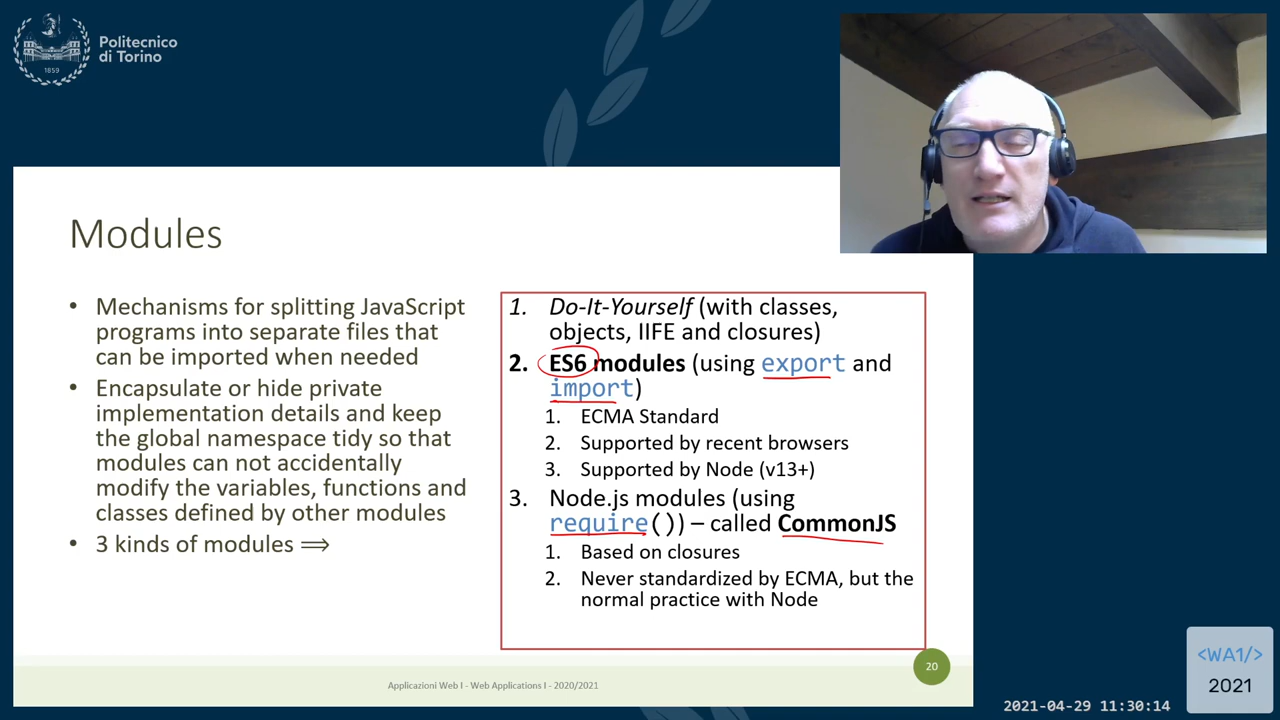 Politecnico
di Torino
1859
Modules
• Mechanisms for splitting JavaScript
programs into separate files that
can be imported when needed
• Encapsulate or hide private
implementation details and keep
the global namespace tidy so that
modules can not accidentally
modify the variables, functions and
classes defined by other modules
• 3 kinds of modules ⟹
1. Do-It-Yourself (with classes,
objects, IIFE and closures)
2. ES6 modules (using export and
import)
1. ECMA Standard
2. Supported by recent browsers
3. Supported by Node (v13+)
3. Node.js modules (using
require()) – called CommonJS
1. Based on closures
2. Never standardized by ECMA, but the
normal practice with Node
Applicazioni Web I - Web Applications I - 2020/2021
20
<WA1/>
2021
2021-04-29 11:30:14